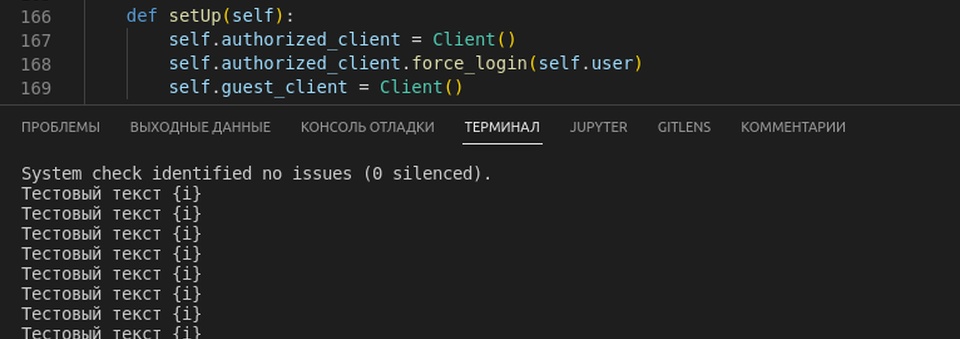 166 def setUp(self):
167 self.authorized_client = Client()
168 self.authorized_client.force_login(self.user)
169 self.guest_client = Client()
ПРОБЛЕМЫ ВЫХОДНЫЕ ДАННЫЕ КОНСОЛЬ ОТЛАДКИ ТЕРМИНАЛ JUPYTER GITLENS КОММЕНТАРИИ
System check identified no issues (0 silenced).
Тестовый текст {i}
Тестовый текст {i}
Тестовый текст {i}
Тестовый текст {i}
Тестовый текст {i}
Тестовый текст {i}
Тестовый текст {i}
Тестовый текст {i}